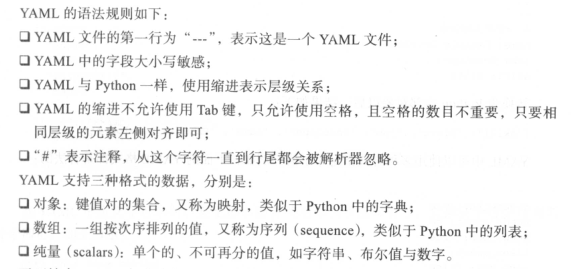 YAML 的语法规则如下：
❑ YAML 文件的第一行为“---”，表示这是一个 YAML 文件；
❑ YAML 中的字段大小写敏感；
❑ YAML 与 Python 一样，使用缩进表示层级关系；
❑ YAML 的缩进不允许使用 Tab 键，只允许使用空格，且空格的数目不重要，只要相
同层级的元素左侧对齐即可；
❑ “#”表示注释，从这个字符一直到行尾都会被解析器忽略。
YAML 支持三种格式的数据，分别是：
❑ 对象：键值对的集合，又称为映射，类似于 Python 中的字典；
❑ 数组：一组按次序排列的值，又称为序列（sequence），类似于 Python 中的列表；
❑ 纯量（scalars）：单个的、不可再分的值，如字符串、布尔值与数字。